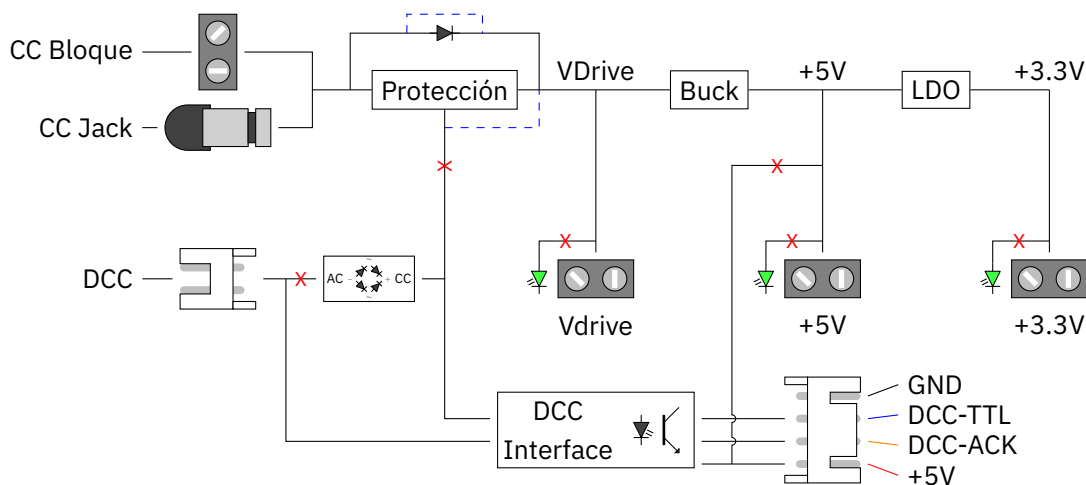 CC Bloque
CC Jack
Protección
VDrive
Buck
+5V
LDO
+3.3V
DCC
AC - + CC
~
~
Vdrive
+5V
+3.3V
DCC
Interface
GND
DCC-TTL
DCC-ACK
+5V
X
X
X
X
X
X